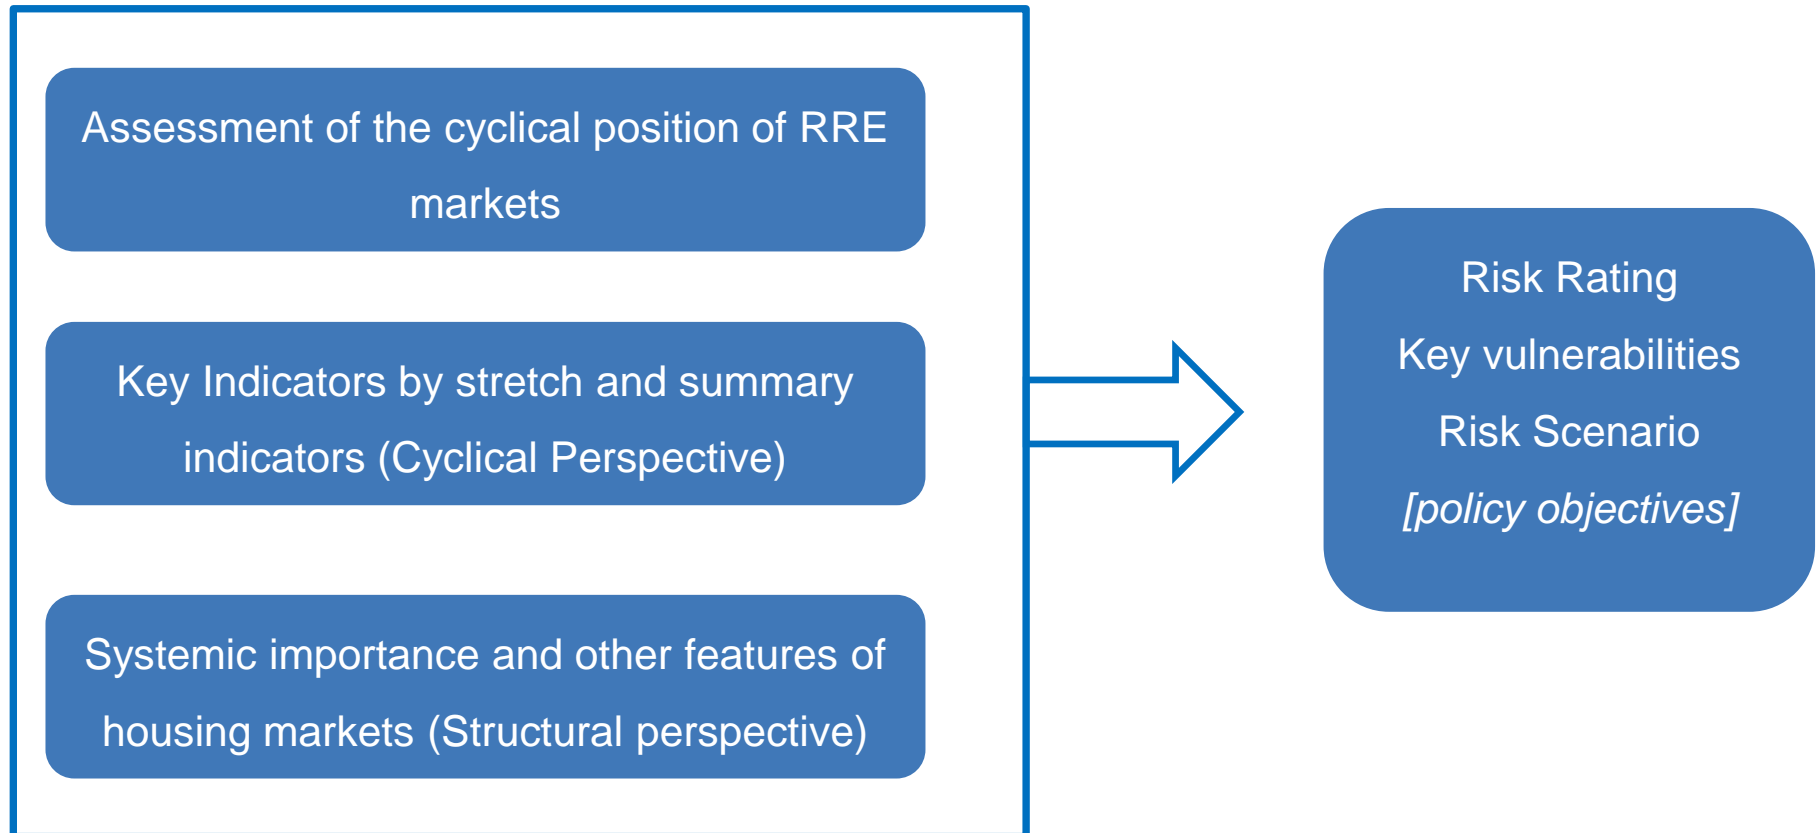 Assessment of the cyclical position of RRE
markets
Key Indicators by stretch and summary
indicators (Cyclical Perspective)
Systemic importance and other features of
housing markets (Structural perspective)
Risk Rating
Key vulnerabilities
Risk Scenario
[policy objectives]